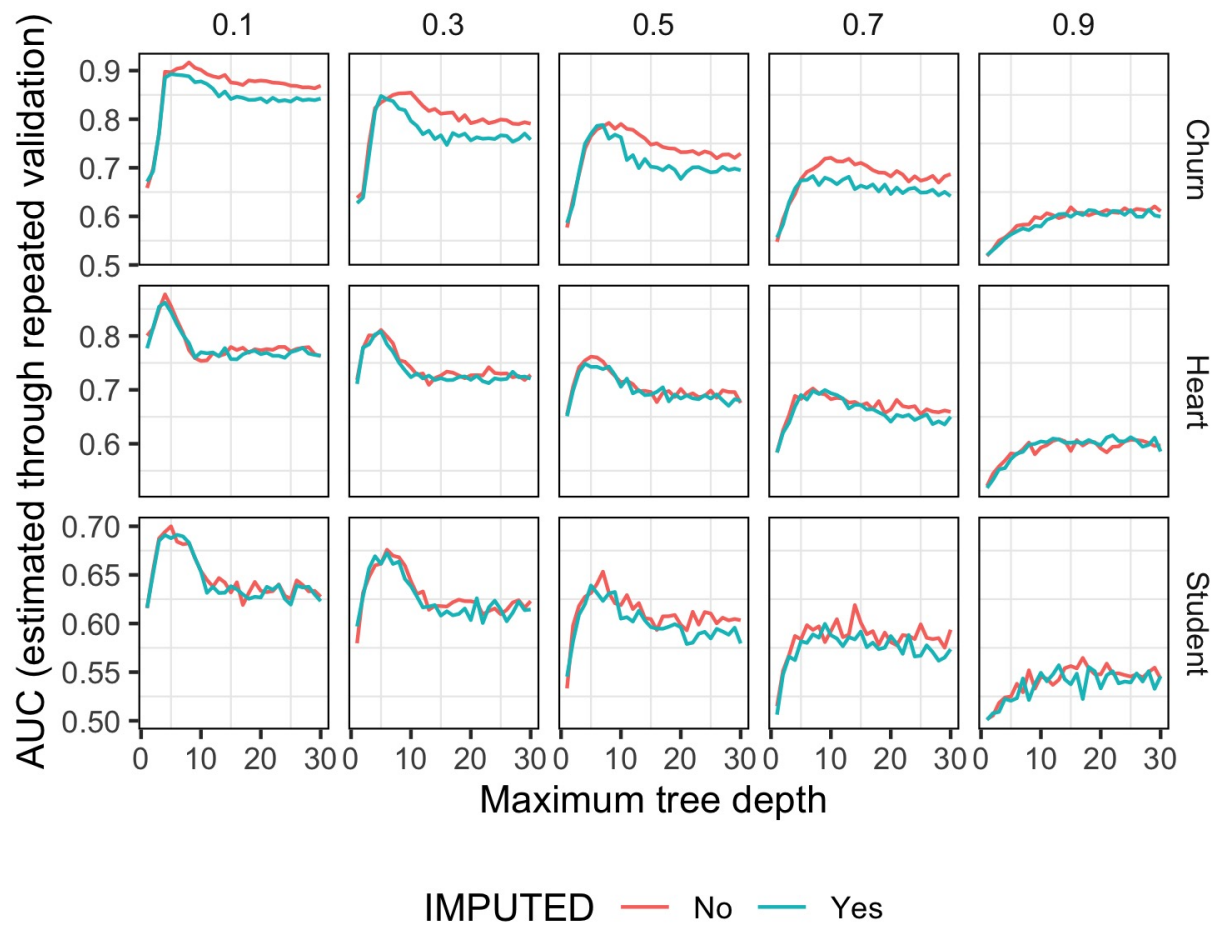 0.1 0.3 0.5 0.7 0.9
AUC (estimated through repeated validation)
0.9
0.8
0.7
0.6
0.5
Churn
0.8
0.7
0.6
Heart
0.70
0.65
0.60
0.55
0.50
Student
0 10 20 30 0 10 20 30 0 10 20 30 0 10 20 30 0 10 20 30
Maximum tree depth
IMPUTED No Yes